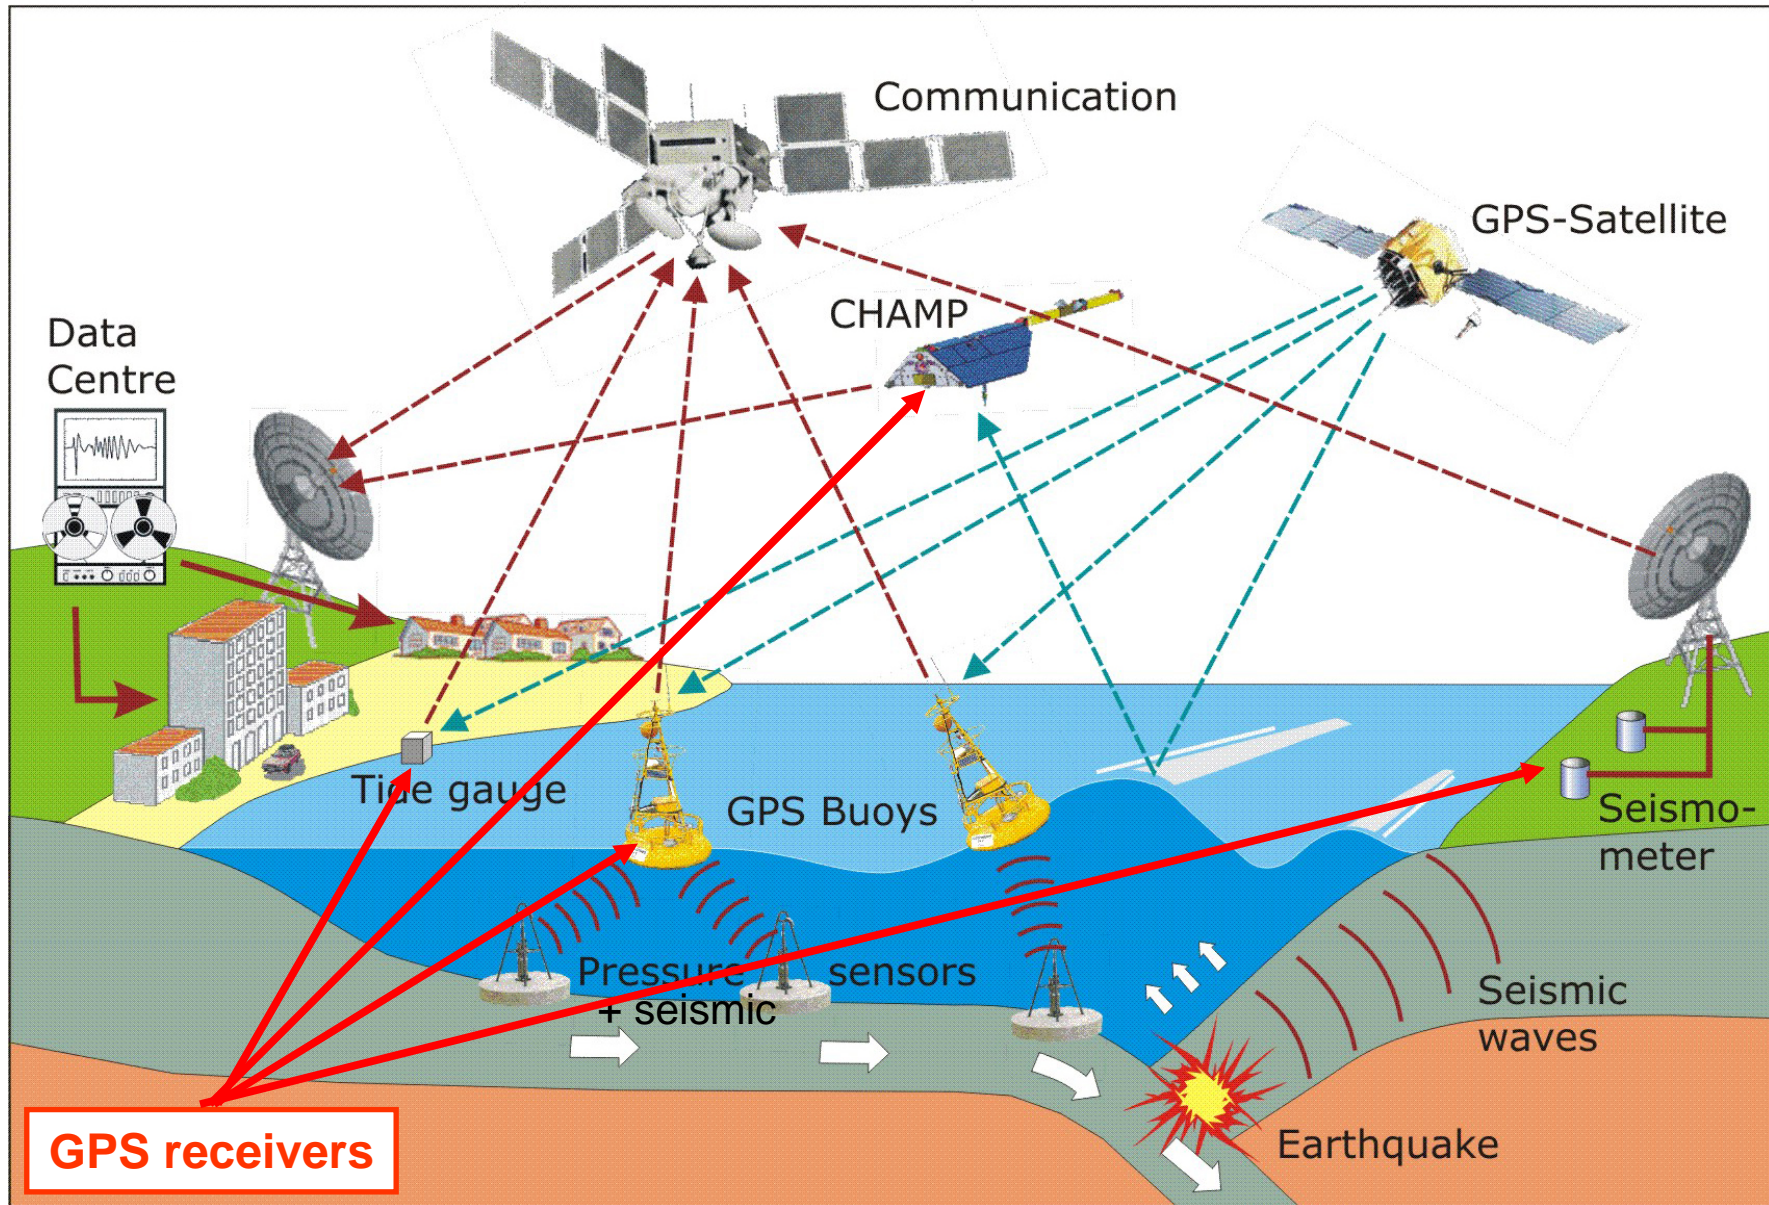 Communication
GPS-Satellite
CHAMP
Data
Centre
Tide gauge
GPS Buoys
Seismo-
meter
Pressure sensors
+ seismic
Seismic
waves
Earthquake
GPS receivers